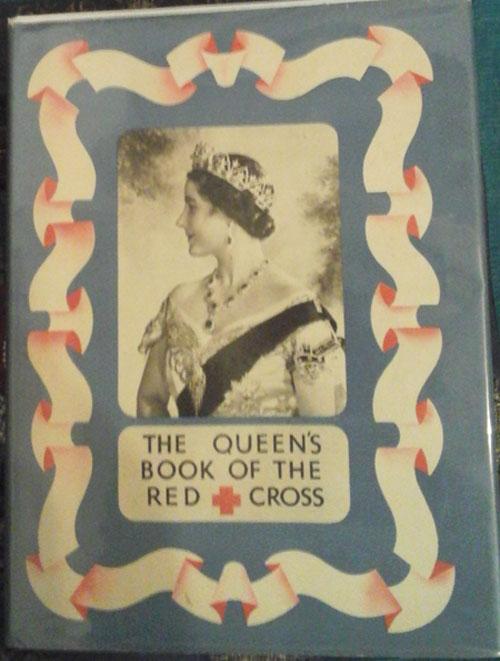 THE QUEEN'S
BOOK OF THE
RED CROSS